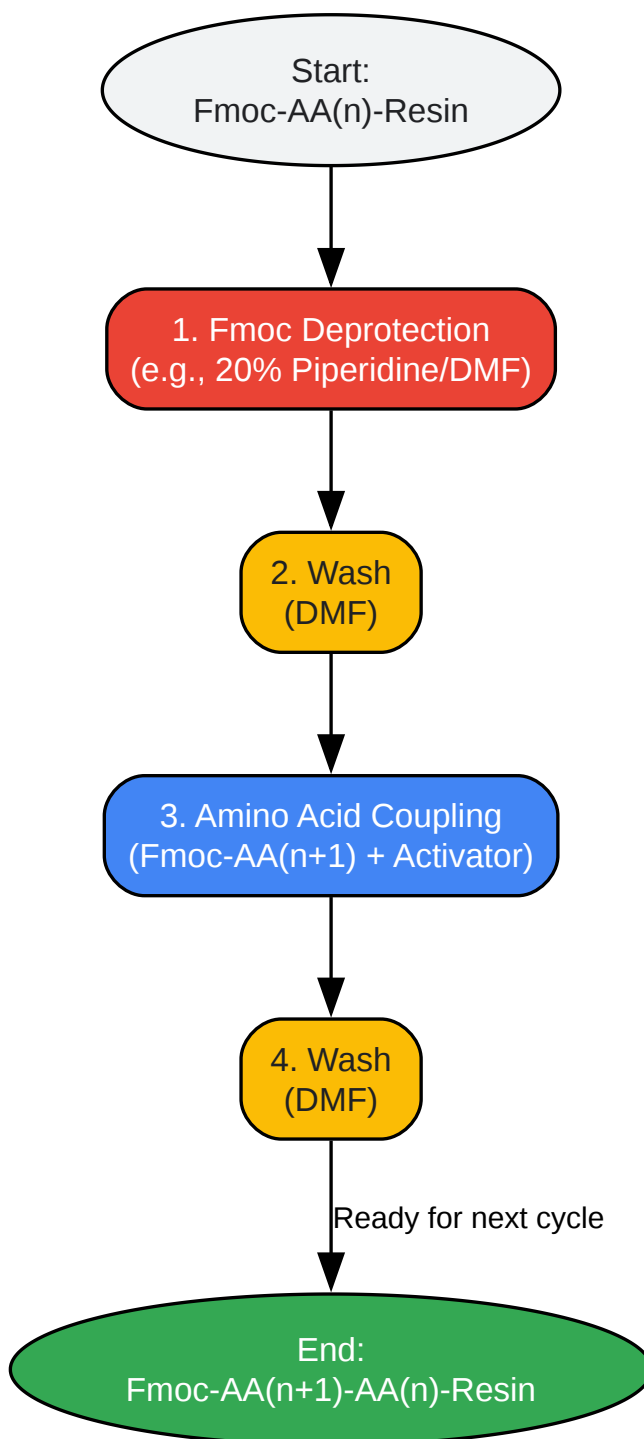 Start:
Fmoc-AA(n)-Resin
1. Fmoc Deprotection
(e.g., 20% Piperidine/DMF)
2. Wash
(DMF)
3. Amino Acid Coupling
(Fmoc-AA(n+1) + Activator)
4. Wash
(DMF)
Ready for next cycle
End:
Fmoc-AA(n+1)-AA(n)-Resin